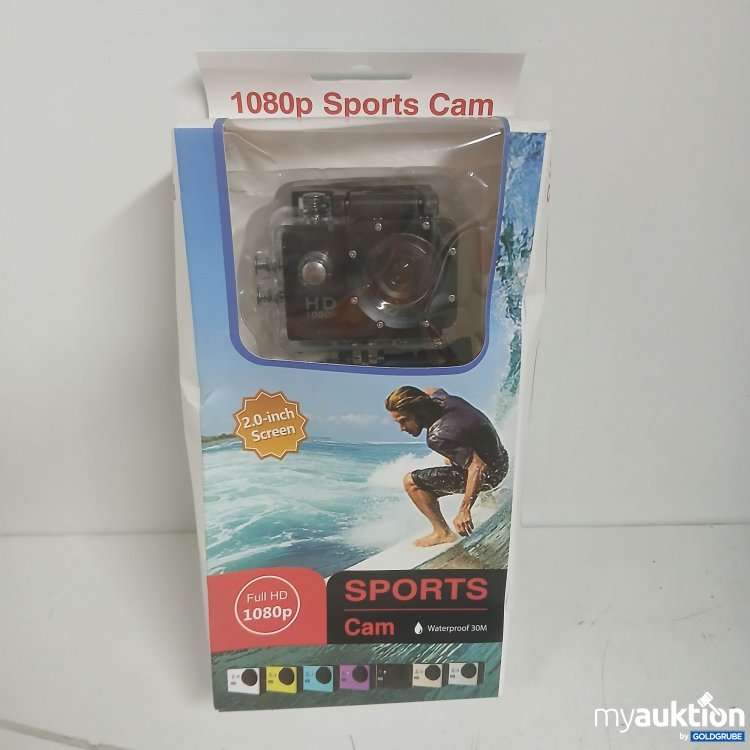 1080p Sports Cam
HD
1080P
2.0-inch
Screen
Full HD
1080p
SPORTS
Cam
Waterproof 30M
myauktion
by GOLDGRUBE